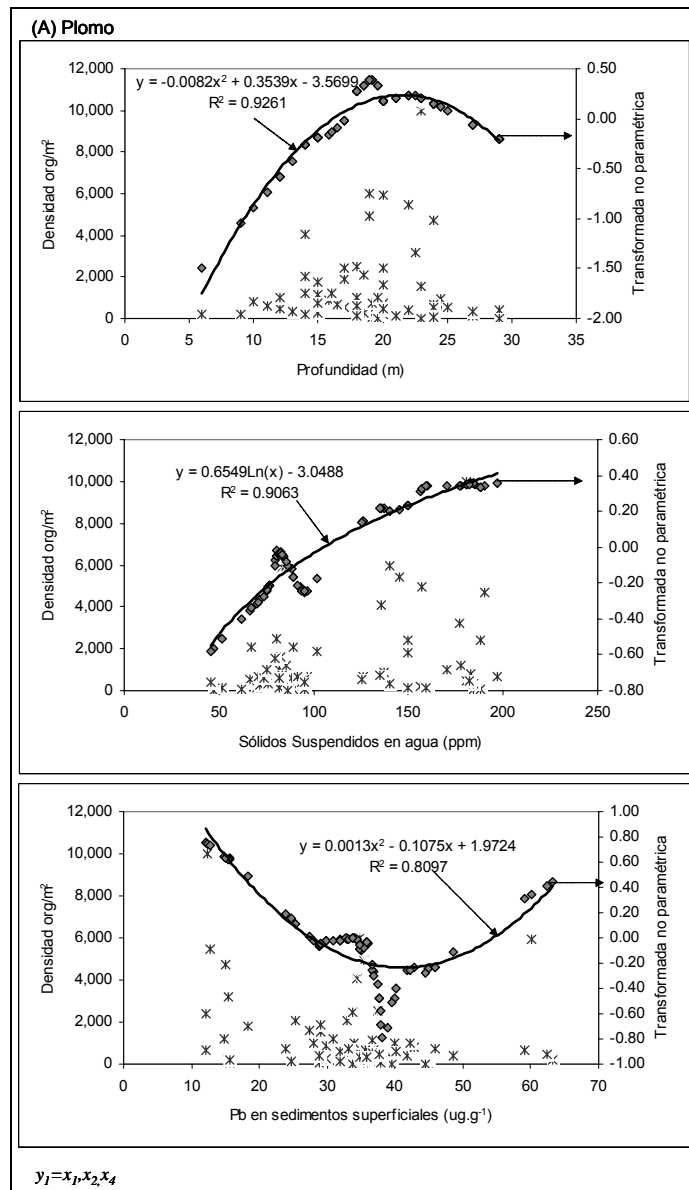 (A) Plomo
12,000
10,000
8,000
6,000
4,000
2,000
0
Densidad org/m²
y = -0.0082x² + 0.3539x - 3.5699
R² = 0.9261
0.50
0.00
-0.50
-1.00
-1.50
-2.00
Transformada no paramétrica
0 5 10 15 20 25 30 35
Profundidad (m)
12,000
10,000
8,000
6,000
4,000
2,000
0
Densidad org/m²
y = 0.6549Ln(x) - 3.0488
R² = 0.9063
0.60
0.40
0.20
0.00
-0.20
-0.40
-0.60
-0.80
Transformada no paramétrica
0 50 100 150 200 250
Sólidos Suspendidos en agua (ppm)
12,000
10,000
8,000
6,000
4,000
2,000
0
Densidad org/m²
y = 0.0013x² - 0.1075x + 1.9724
R² = 0.8097
1.00
0.80
0.60
0.40
0.20
0.00
-0.20
-0.40
-0.60
-0.80
-1.00
Transformada no paramétrica
0 10 20 30 40 50 60 70
Pb en sedimentos superficiales (ug.g⁻¹)
y₁=x₁,x₂,x₄